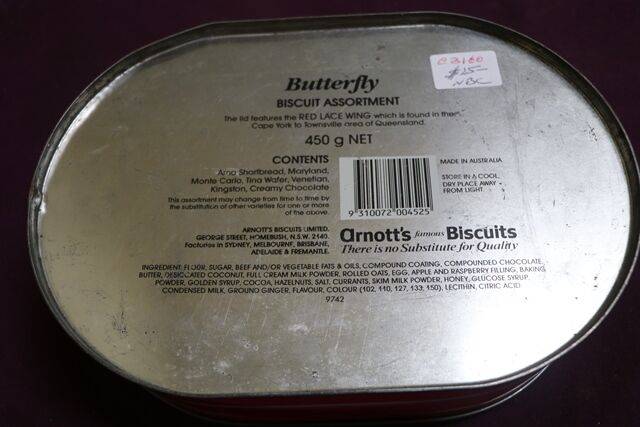 C3160
$25-
NBC
Butterfly
BISCUIT ASSORTMENT
The lid features the RED LACE WING which is found in the
Cape York to Townsville area of Queensland.
450 g NET
CONTENTS
Arno Shortbread, Maryland,
Monte Carlo, Tina Wafer, Venetian,
Kingston, Creamy Chocolate
This assortment may change from time to time by
the substitution of other varieties for one or more
of the above.
ARNOTT'S BISCUITS LIMITED.
GEORGE STREET, HOMEBUSH, N.S.W. 2140.
Factories in SYDNEY, MELBOURNE, BRISBANE,
ADELAIDE & FREMANTLE.
9 310072 004525
MADE IN AUSTRALIA
STORE IN A COOL,
DRY PLACE AWAY
FROM LIGHT.
arnott's famous Biscuits
There is no Substitute for Quality
INGREDIENT: FLOUR, SUGAR, BEEF AND/OR VEGETABLE FATS & OILS, COMPOUND COATING, COMPOUNDED CHOCOLATE,
BUTTER, DESICCATED COCONUT, FULL CREAM MILK POWDER, ROLLED OATS, EGG, APPLE AND RASPBERRY FILLING, BAKING
POWDER, GOLDEN SYRUP, COCOA, HAZELNUTS, SALT, CURRANTS, SKIM MILK POWDER, HONEY, GLUCOSE SYRUP,
CONDENSED MILK, GROUND GINGER, FLAVOUR, COLOUR (102, 110, 127, 133, 150), LECITHIN, CITRIC ACID
9742